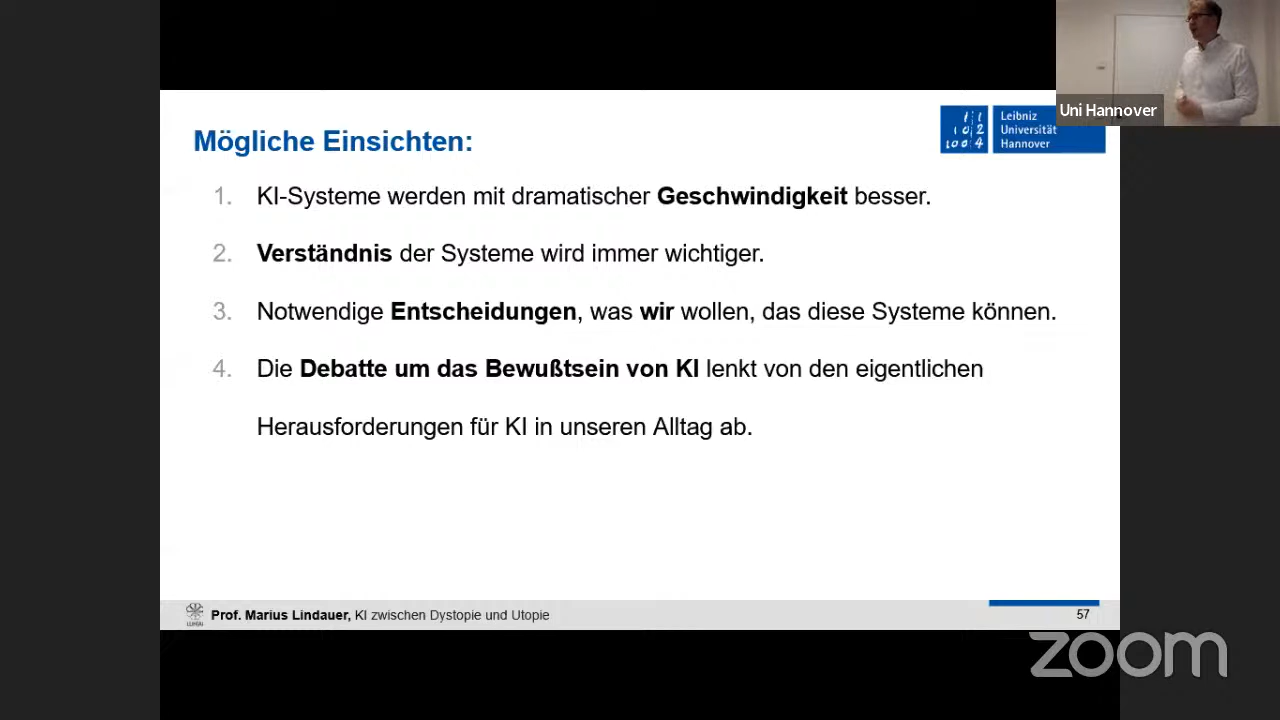 Uni Hannover
Leibniz
Universität
Hannover
Mögliche Einsichten:
1. KI-Systeme werden mit dramatischer Geschwindigkeit besser.
2. Verständnis der Systeme wird immer wichtiger.
3. Notwendige Entscheidungen, was wir wollen, das diese Systeme können.
4. Die Debatte um das Bewußtsein von KI lenkt von den eigentlichen
Herausforderungen für KI in unseren Alltag ab.
Prof. Marius Lindauer, KI zwischen Dystopie und Utopie
57
zoom